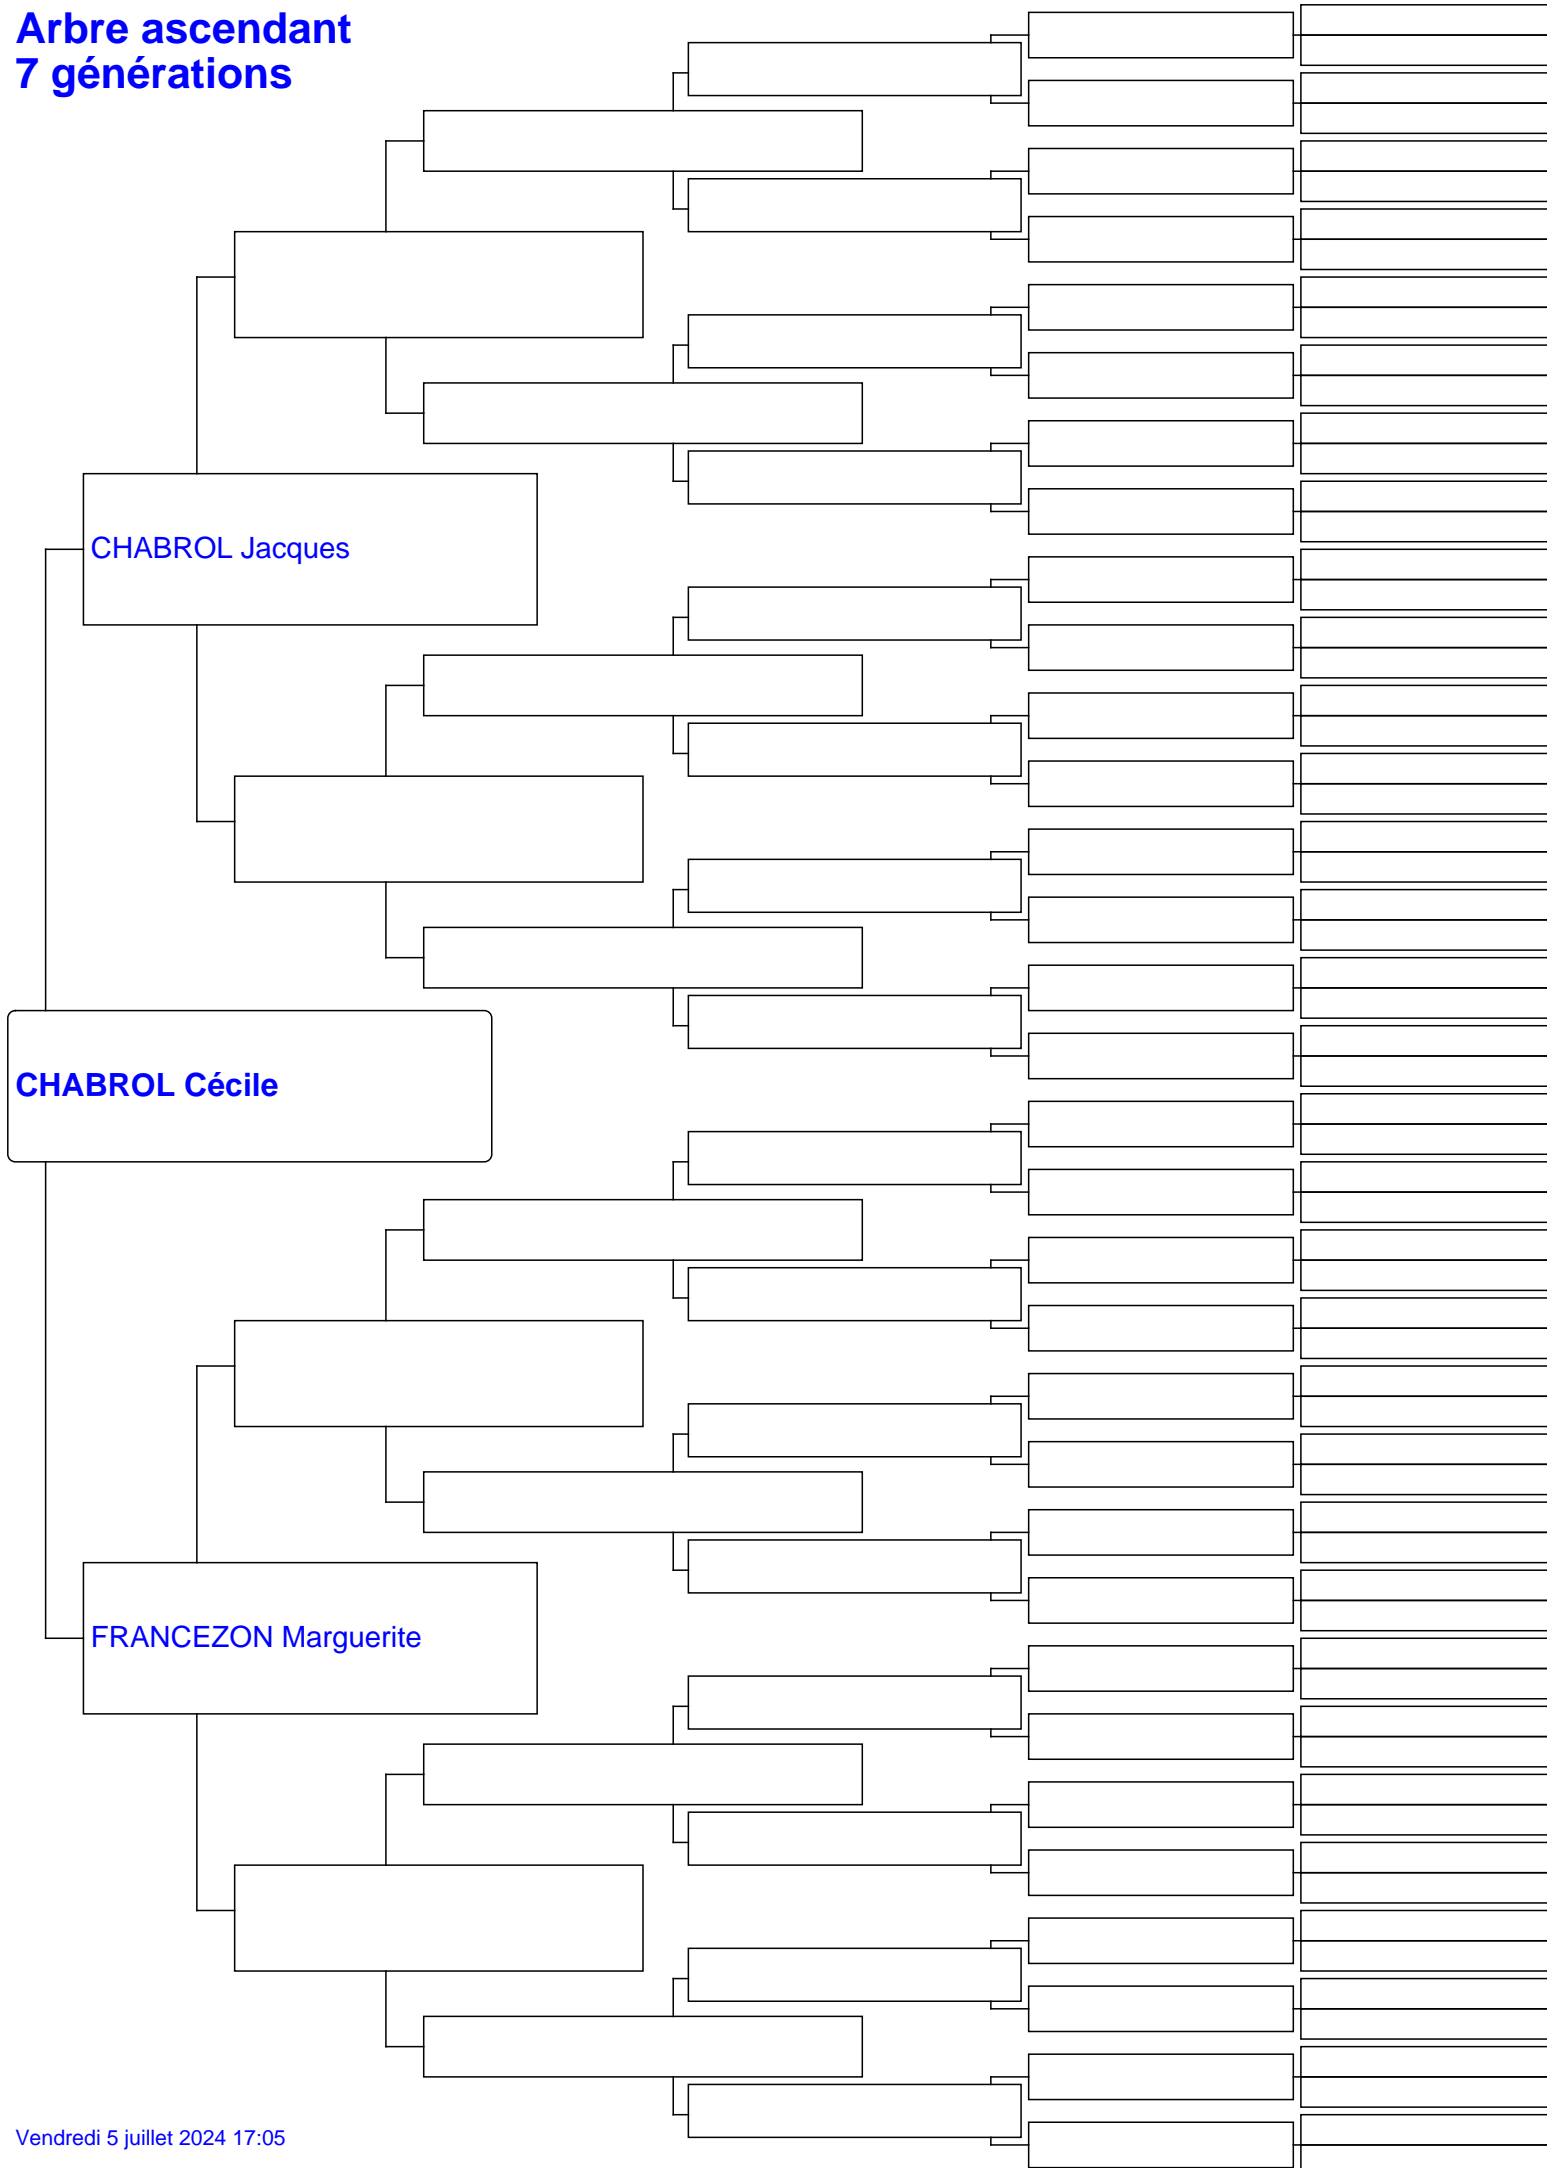 Arbre ascendant
7 générations
CHABROL Jacques
CHABROL Cécile
FRANCEZON Marguerite
Vendredi 5 juillet 2024 17:05